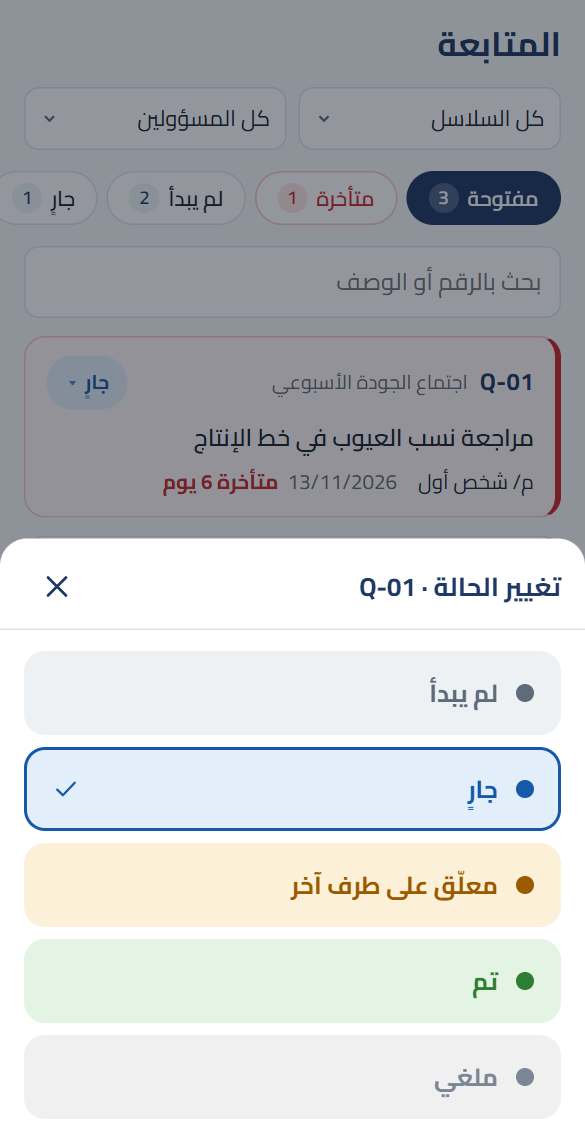 المتابعة
كل السلاسل كل المسؤولين
مفتوحة 3 متأخرة 1 لم يبدأ 2 جارٍ 1
بحث بالرقم أو الوصف
Q-01 اجتماع الجودة الأسبوعي جارٍ
مراجعة نسب العيوب في خط الإنتاج
م/ شخص أول 13/11/2026 متأخرة 6 يوم
تغيير الحالة · Q-01
لم يبدأ
جارٍ
معلّق على طرف آخر
تم
ملغي